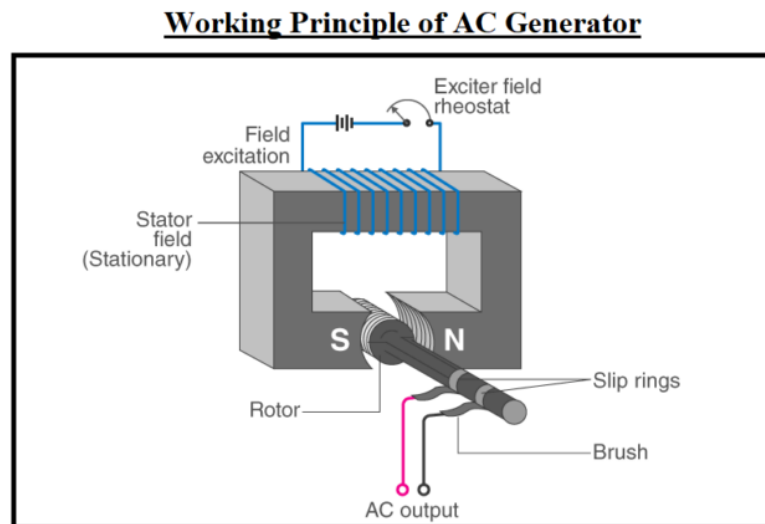 Working Principle of AC Generator
Exciter field
rheostat
Field
excitation
Stator
field
(Stationary)
S
N
Slip rings
Rotor
Brush
AC output